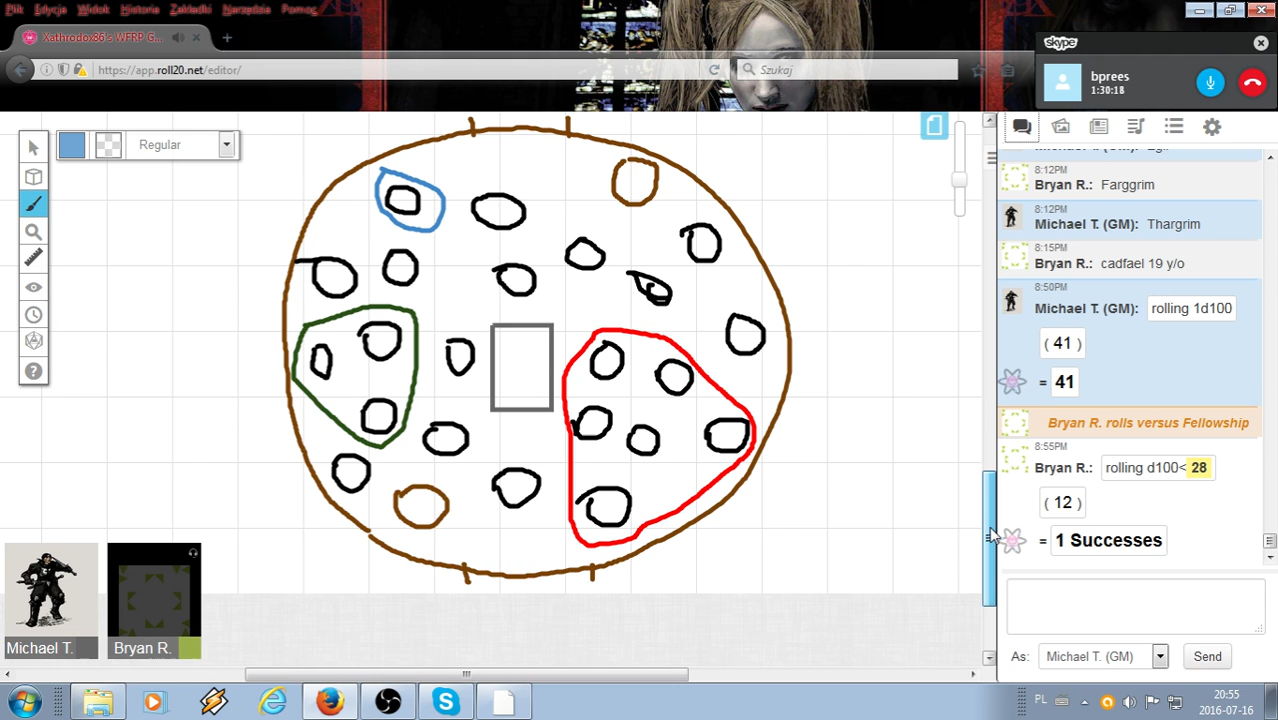 Plik Edycja Widok Historia Zakładki Narzędzia Pomoc
Xathrodox86's WFRP G...
https://app.roll20.net/editor/
Szukaj
skype
bprees
1:30:18
Regular
8:12PM
Bryan R.: Farggrim
8:12PM
Michael T. (GM): Thargrim
8:15PM
Bryan R.: cadfael 19 y/o
8:50PM
Michael T. (GM): rolling 1d100
( 41 )
= 41
Bryan R. rolls versus Fellowship
8:55PM
Bryan R.: rolling d100< 28
( 12 )
= 1 Successes
Michael T.
Bryan R.
As: Michael T. (GM) Send
PL
20:55
2016-07-16